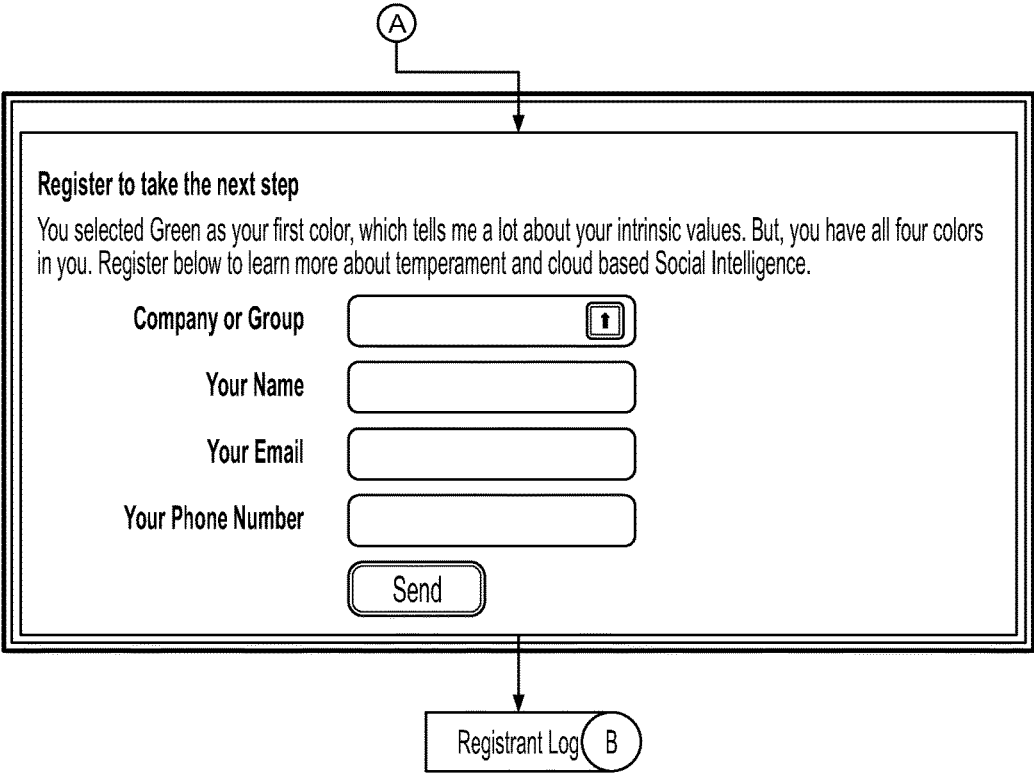 A
Register to take the next step
You selected Green as your first color, which tells me a lot about your intrinsic values. But, you have all four colors
in you. Register below to learn more about temperament and cloud based Social Intelligence.
Company or Group
Your Name
Your Email
Your Phone Number
Send
Registrant Log B